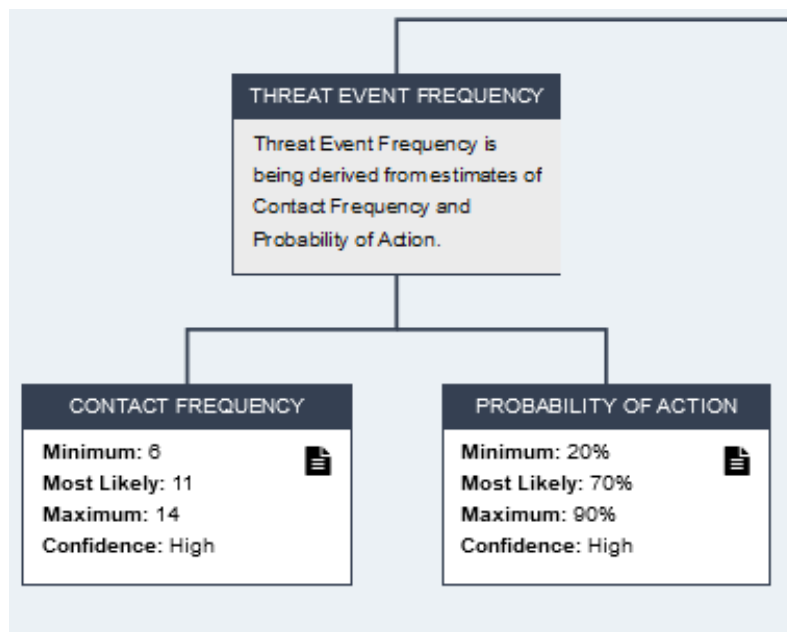 THREAT EVENT FREQUENCY
Threat Event Frequency is
being derived from estimates of
Contact Frequency and
Probability of Action.
CONTACT FREQUENCY
Minimum: 6
Most Likely: 11
Maximum: 14
Confidence: High
PROBABILITY OF ACTION
Minimum: 20%
Most Likely: 70%
Maximum: 90%
Confidence: High